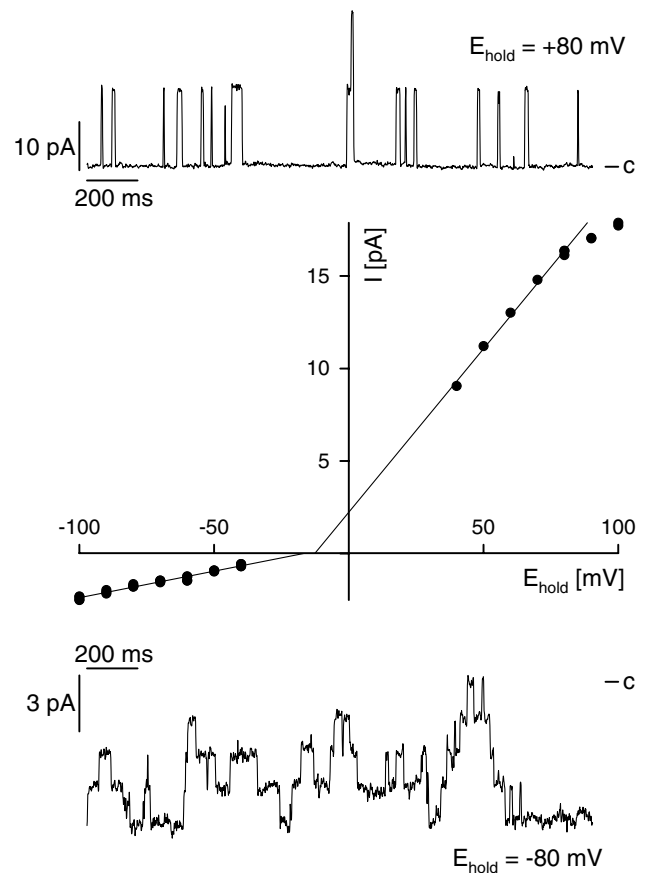 E_hold = +80 mV
10 pA
c
200 ms
I [pA]
15
10
5
-100 -50 50 100
E_hold [mV]
200 ms
c
3 pA
E_hold = -80 mV